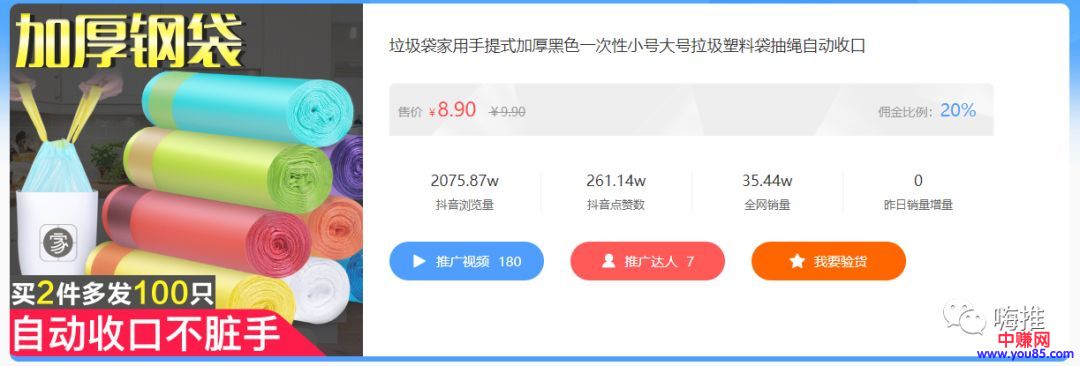 加厚钢袋
家
买2件多发100只
自动收口不脏手
垃圾袋家用手提式加厚黑色一次性小号大号拉圾塑料袋抽绳自动收口
售价 ¥8.90 ¥9.90
佣金比例：20%
2075.87w
抖音浏览量
261.14w
抖音点赞数
35.44w
全网销量
0
昨日销量增量
推广视频 180
推广达人 7
我要验货
嗨推
中赚网
www.you85.com